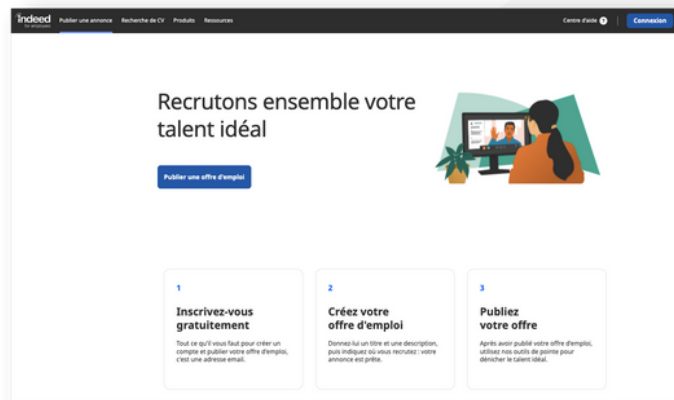 indeed
for employers
Publier une annonce Recherche de CV Produits Ressources Centre d'aide ? Connexion
Recrutons ensemble votre
talent idéal
Publier une offre d'emploi
1
Inscrivez-vous
gratuitement
Tout ce qu'il vous faut pour créer un
compte et publier votre offre d'emploi,
c'est une adresse email.
2
Créez votre
offre d'emploi
Donnez-lui un titre et une description,
puis indiquez où vous recrutez : votre
annonce est prête.
3
Publiez
votre offre
Après avoir publié votre offre d'emploi,
utilisez nos outils de pointe pour
dénicher le talent idéal.